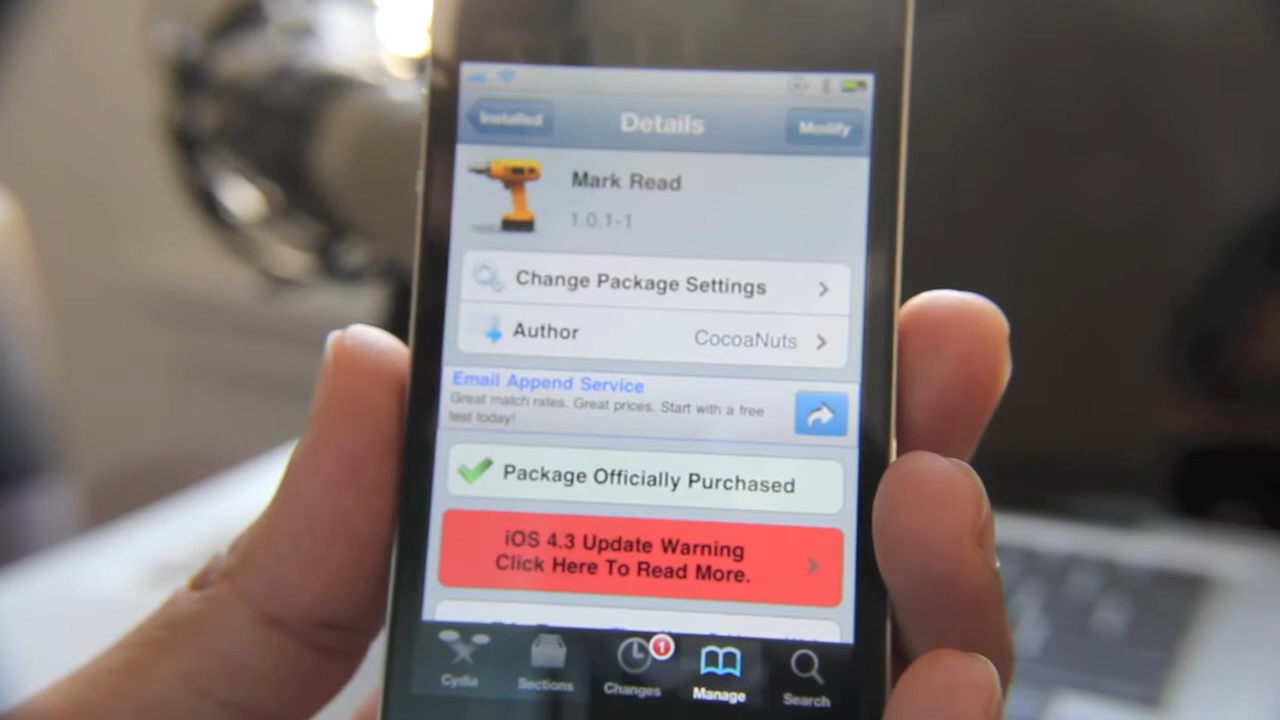 Installed
Details
Modify
Mark Read
1.0.1-1
Change Package Settings
Author
CocoaNuts
Email Append Service
Great match rates. Great prices. Start with a free
test today!
Package Officially Purchased
iOS 4.3 Update Warning
Click Here To Read More.
1
Cydia
Sections
Changes
Manage
Search